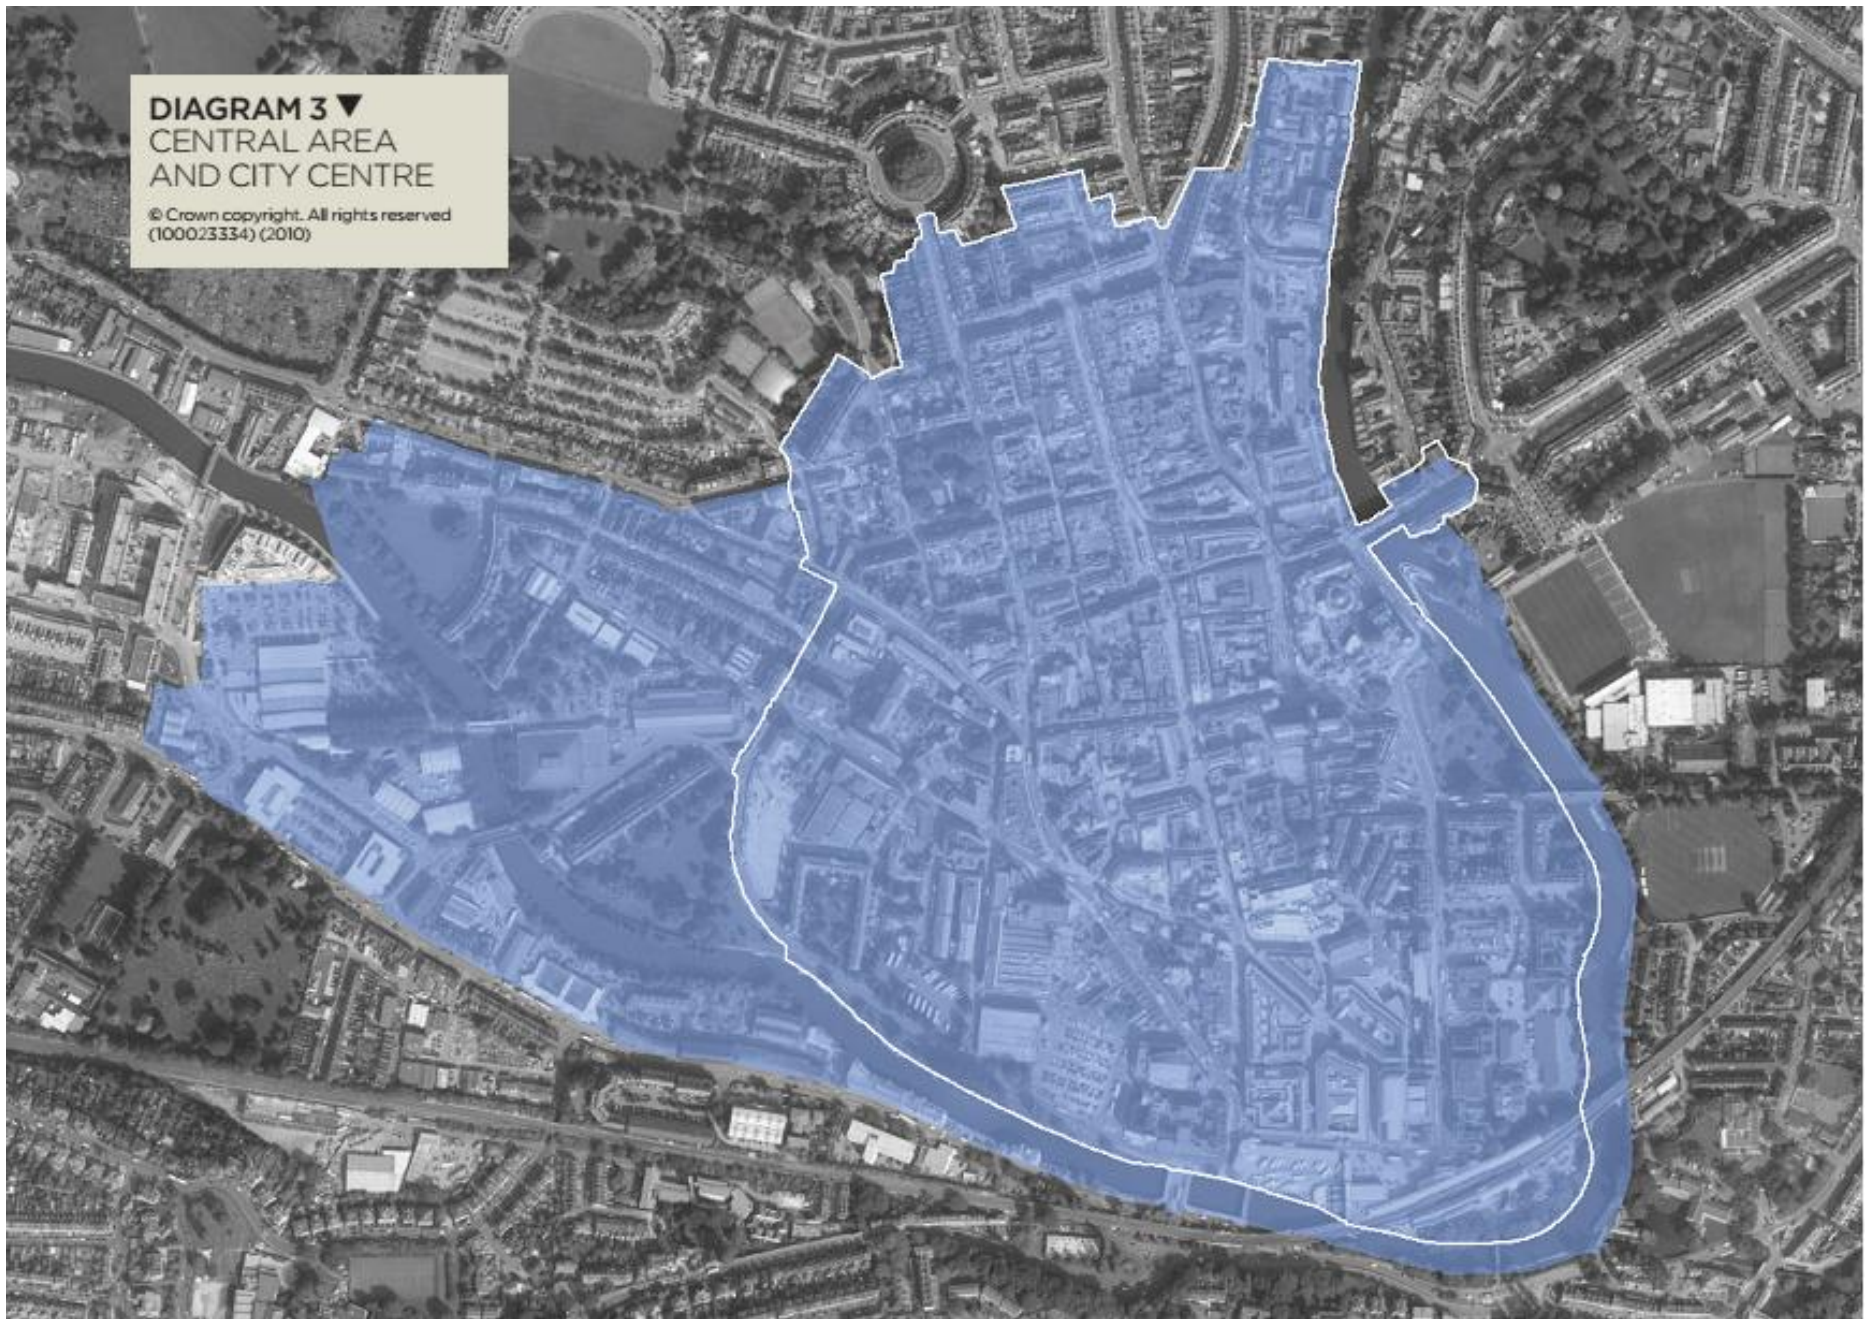 DIAGRAM 3 ▼
CENTRAL AREA
AND CITY CENTRE
© Crown copyright. All rights reserved
(100023334) (2010)